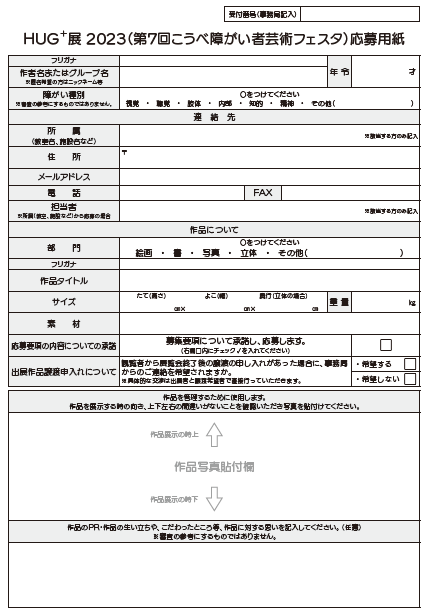 受付番号(事務局記入)
HUG+展 2023(第7回こうべ障がい者芸術フェスタ)応募用紙
フリガナ
作者名またはグループ名
※匿名希望の方はニックネーム等
年 令
才
障がい種別
※審査の参考にするものではありません。
○をつけてください
視覚 ・ 聴覚 ・ 肢体 ・ 内部 ・ 知的 ・ 精神 ・ その他( )
連 絡 先
所 属
(教室名、施設名など)
※該当する方のみ記入
住 所
〒
メールアドレス
電 話
FAX
担当者
※所属(教室、施設など)から応募の場合
※該当する方のみ記入
作品について
部 門
○をつけてください
絵画 ・ 書 ・ 写真 ・ 立体 ・ その他( )
フリガナ
作品タイトル
サイズ
たて(高さ) よこ(幅) 奥行(立体の場合)
cm× cm× cm
重 量
kg
素 材
応募要項の内容についての承諾
募集要項について承諾し、応募します。
(右欄□内にチェック✓を入れてください)
出展作品譲渡申入れについて
観覧者から展覧会終了後の譲渡の申し入れがあった場合に、事務局
からのご連絡を希望されますか。
※具体的な交渉は出展者と譲渡希望者で直接行っていただきます。
・希望する
・希望しない
作品を管理するために使用します。
作品を展示する時の向き、上下左右の間違いがないことを確認いただき写真を貼付けてください。
作品展示の時上
作品写真貼付欄
作品展示の時下
作品のPR・作品の生い立ちや、こだわったところ等、作品に対する思いを記入してください。(任意)
※審査の参考にするものではありません。